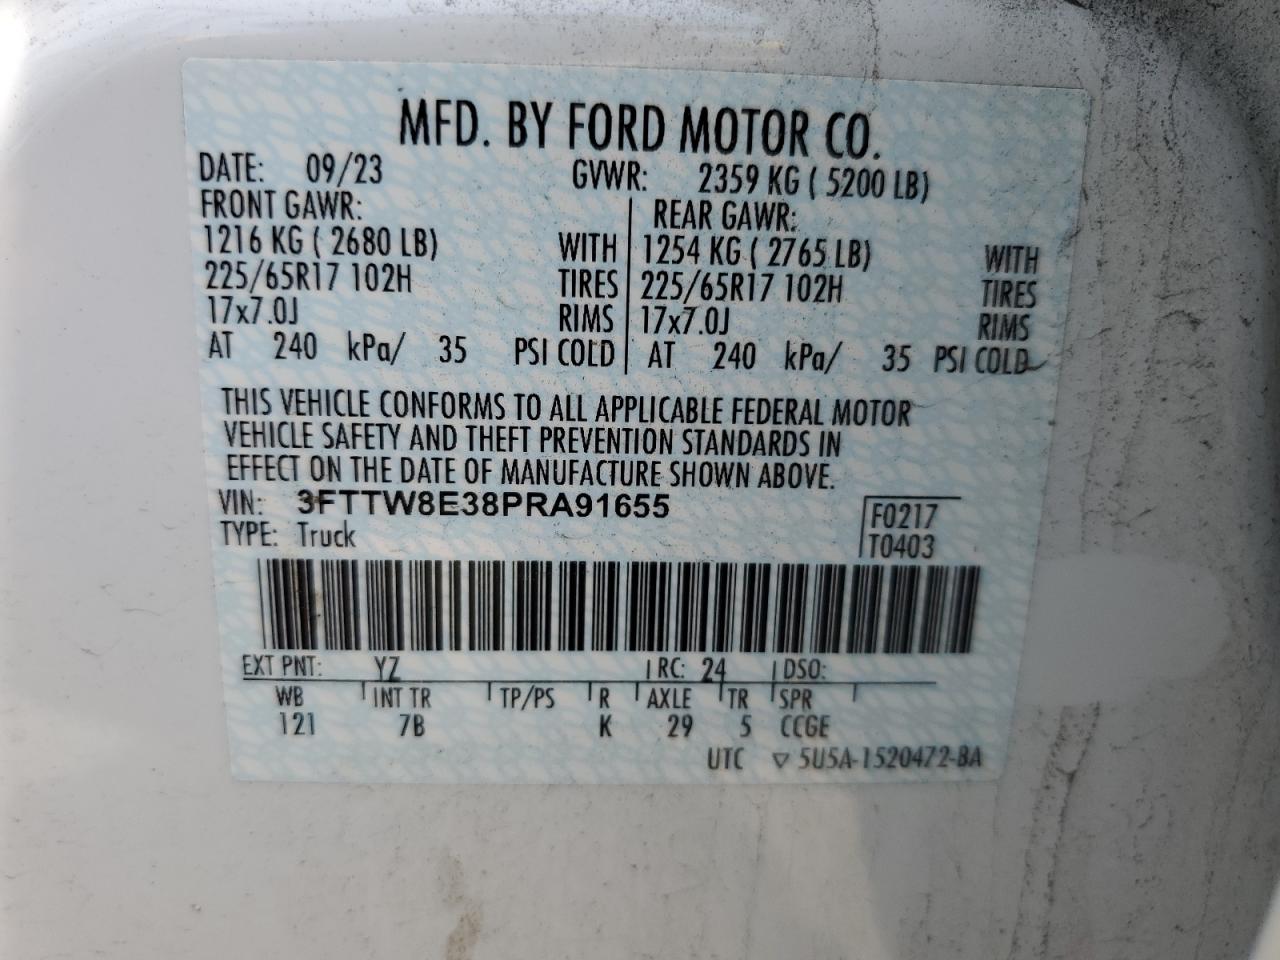 MFD. BY FORD MOTOR CO.
DATE: 09/23 GVWR: 2359 KG ( 5200 LB)
FRONT GAWR: REAR GAWR:
1216 KG ( 2680 LB) WITH 1254 KG ( 2765 LB) WITH
225/65R17 102H TIRES 225/65R17 102H TIRES
17x7.0J RIMS 17x7.0J RIMS
AT 240 kPa/ 35 PSI COLD AT 240 kPa/ 35 PSI COLD
THIS VEHICLE CONFORMS TO ALL APPLICABLE FEDERAL MOTOR
VEHICLE SAFETY AND THEFT PREVENTION STANDARDS IN
EFFECT ON THE DATE OF MANUFACTURE SHOWN ABOVE.
VIN: 3FTTW8E38PRA91655 F0217
TYPE: Truck T0403
EXT PNT: YZ RC: 24 DSO:
WB INT TR TP/PS R AXLE TR SPR
121 7B K 29 5 CCGE
UTC ▽ 5U5A-1520472-BA